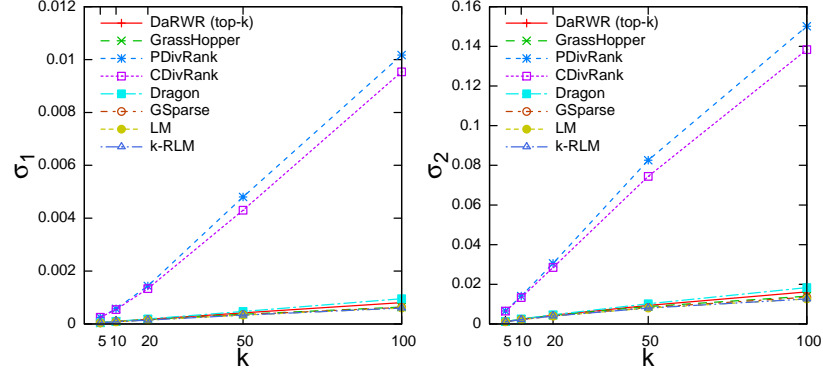 0.012
0.01
0.008
0.006
0.004
0.002
0
5 10 20 50 100
k
σ1
DaRWR (top-k)
GrassHopper
PDivRank
CDivRank
Dragon
GSparse
LM
k-RLM
0.16
0.14
0.12
0.1
0.08
0.06
0.04
0.02
0
5 10 20 50 100
k
σ2
DaRWR (top-k)
GrassHopper
PDivRank
CDivRank
Dragon
GSparse
LM
k-RLM